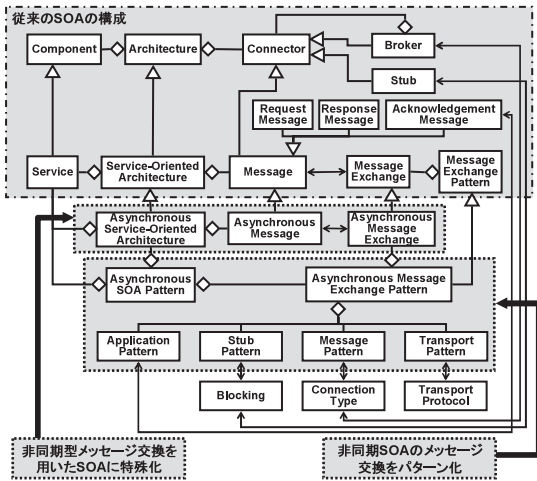 従来のSOAの構成
Component
Architecture
Connector
Broker
Stub
Request
Message
Response
Message
Acknowledgement
Message
Service
Service-Oriented
Architecture
Message
Message
Exchange
Message
Exchange
Pattern
Asynchronous
Service-Oriented
Architecture
Asynchronous
Message
Asynchronous
Message
Exchange
Asynchronous
SOA Pattern
Asynchronous Message
Exchange Pattern
Application
Pattern
Stub
Pattern
Message
Pattern
Transport
Pattern
Blocking
Connection
Type
Transport
Protocol
非同期型メッセージ交換を
用いたSOAに特殊化
非同期SOAのメッセージ
交換をパターン化